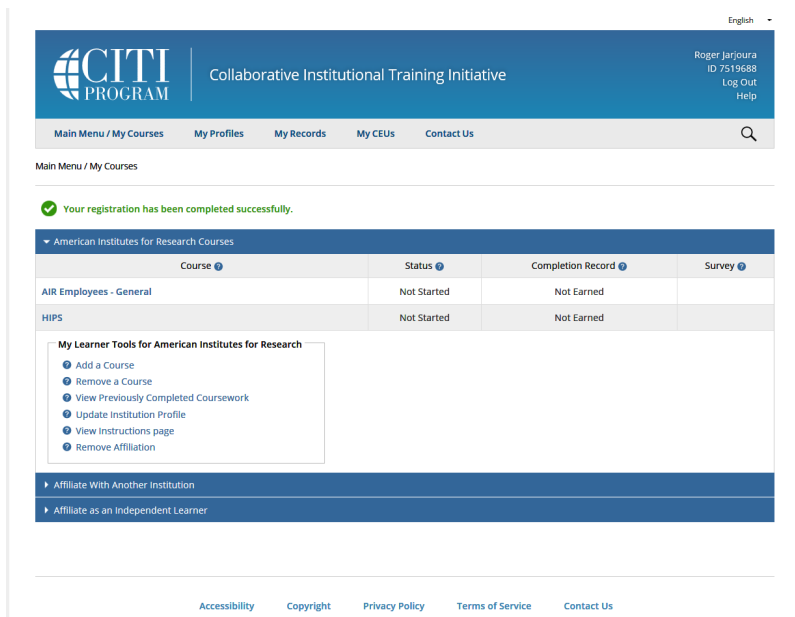 English
CITI
PROGRAM
Collaborative Institutional Training Initiative
Roger Jarjoura
ID 7519688
Log Out
Help
Main Menu / My Courses My Profiles My Records My CEUs Contact Us
Main Menu / My Courses
Your registration has been completed successfully.
American Institutes for Research Courses
Course ? Status ? Completion Record ? Survey ?
AIR Employees - General Not Started Not Earned
HIPS Not Started Not Earned
My Learner Tools for American Institutes for Research
? Add a Course
? Remove a Course
? View Previously Completed Coursework
? Update Institution Profile
? View Instructions page
? Remove Affiliation
Affiliate With Another Institution
Affiliate as an Independent Learner
Accessibility Copyright Privacy Policy Terms of Service Contact Us